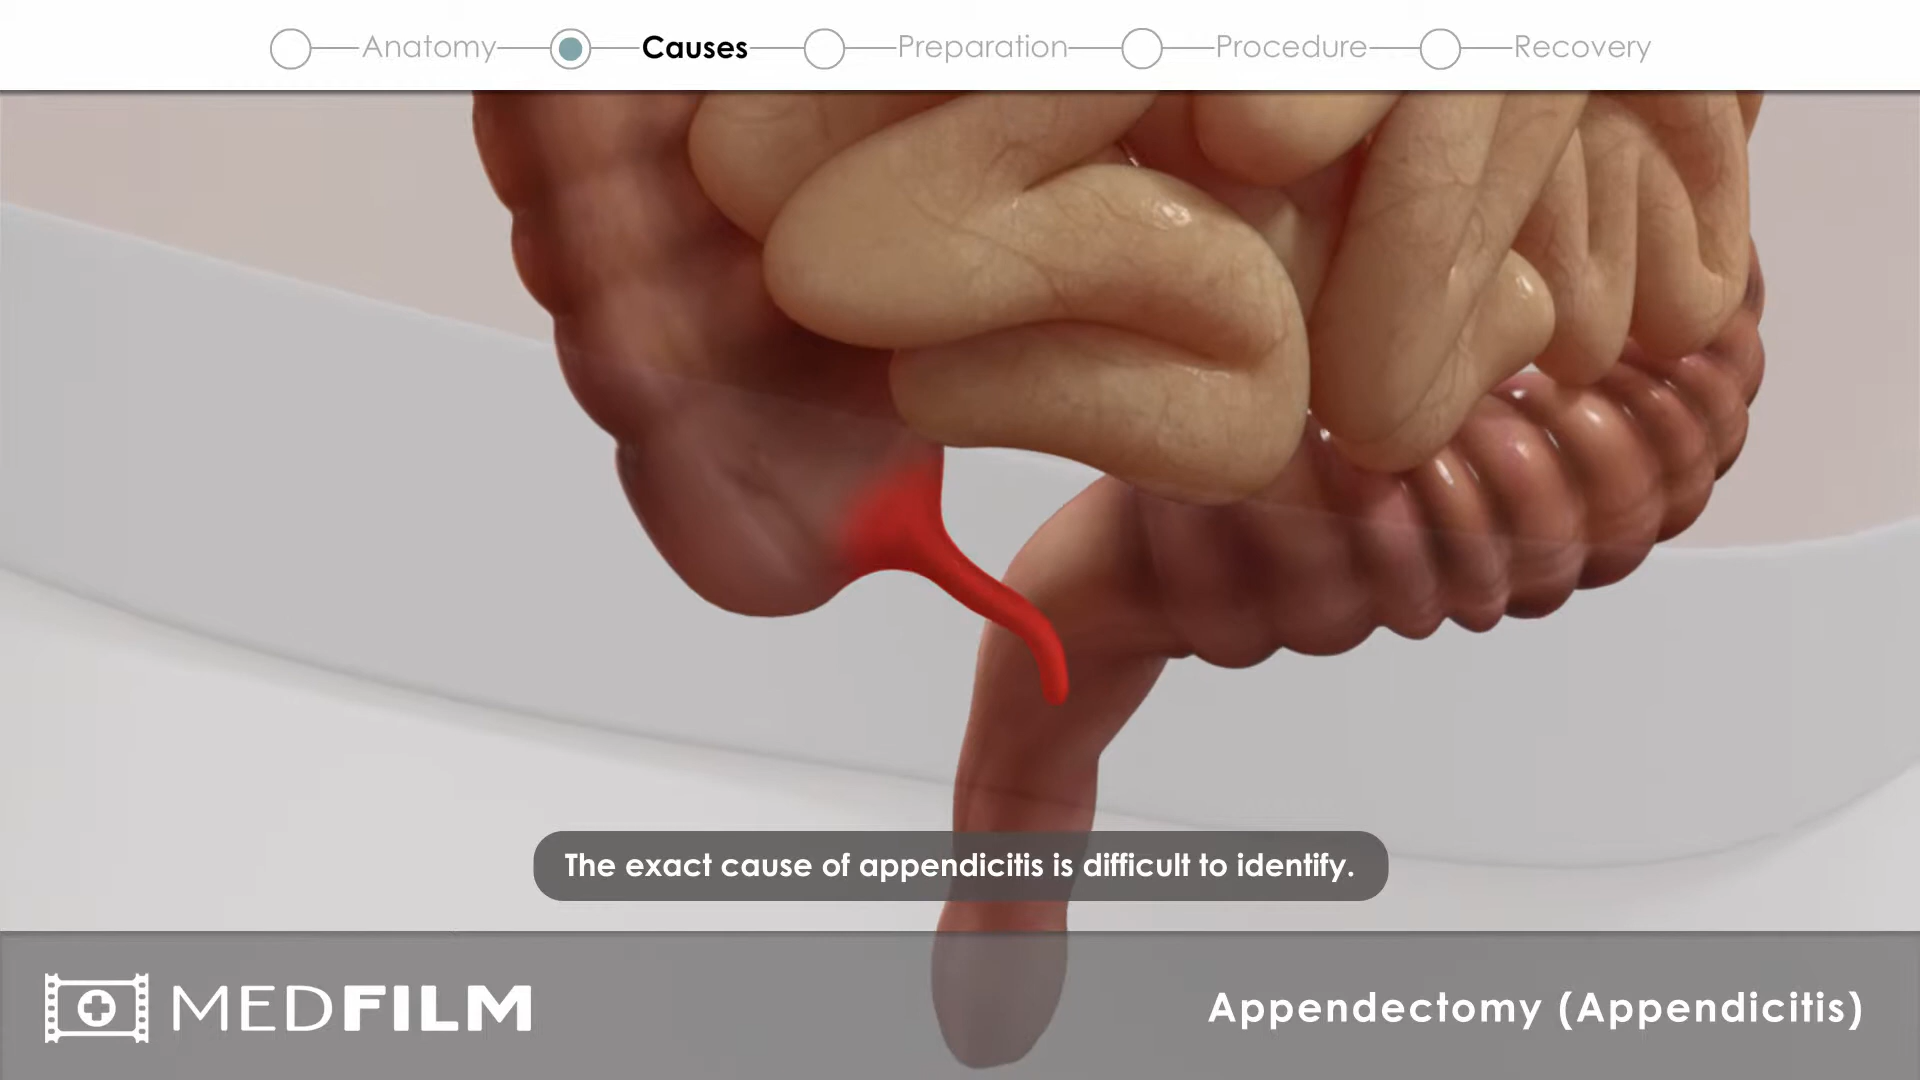 Anatomy Causes Preparation Procedure Recovery
The exact cause of appendicitis is difficult to identify.
MEDFILM
Appendectomy (Appendicitis)